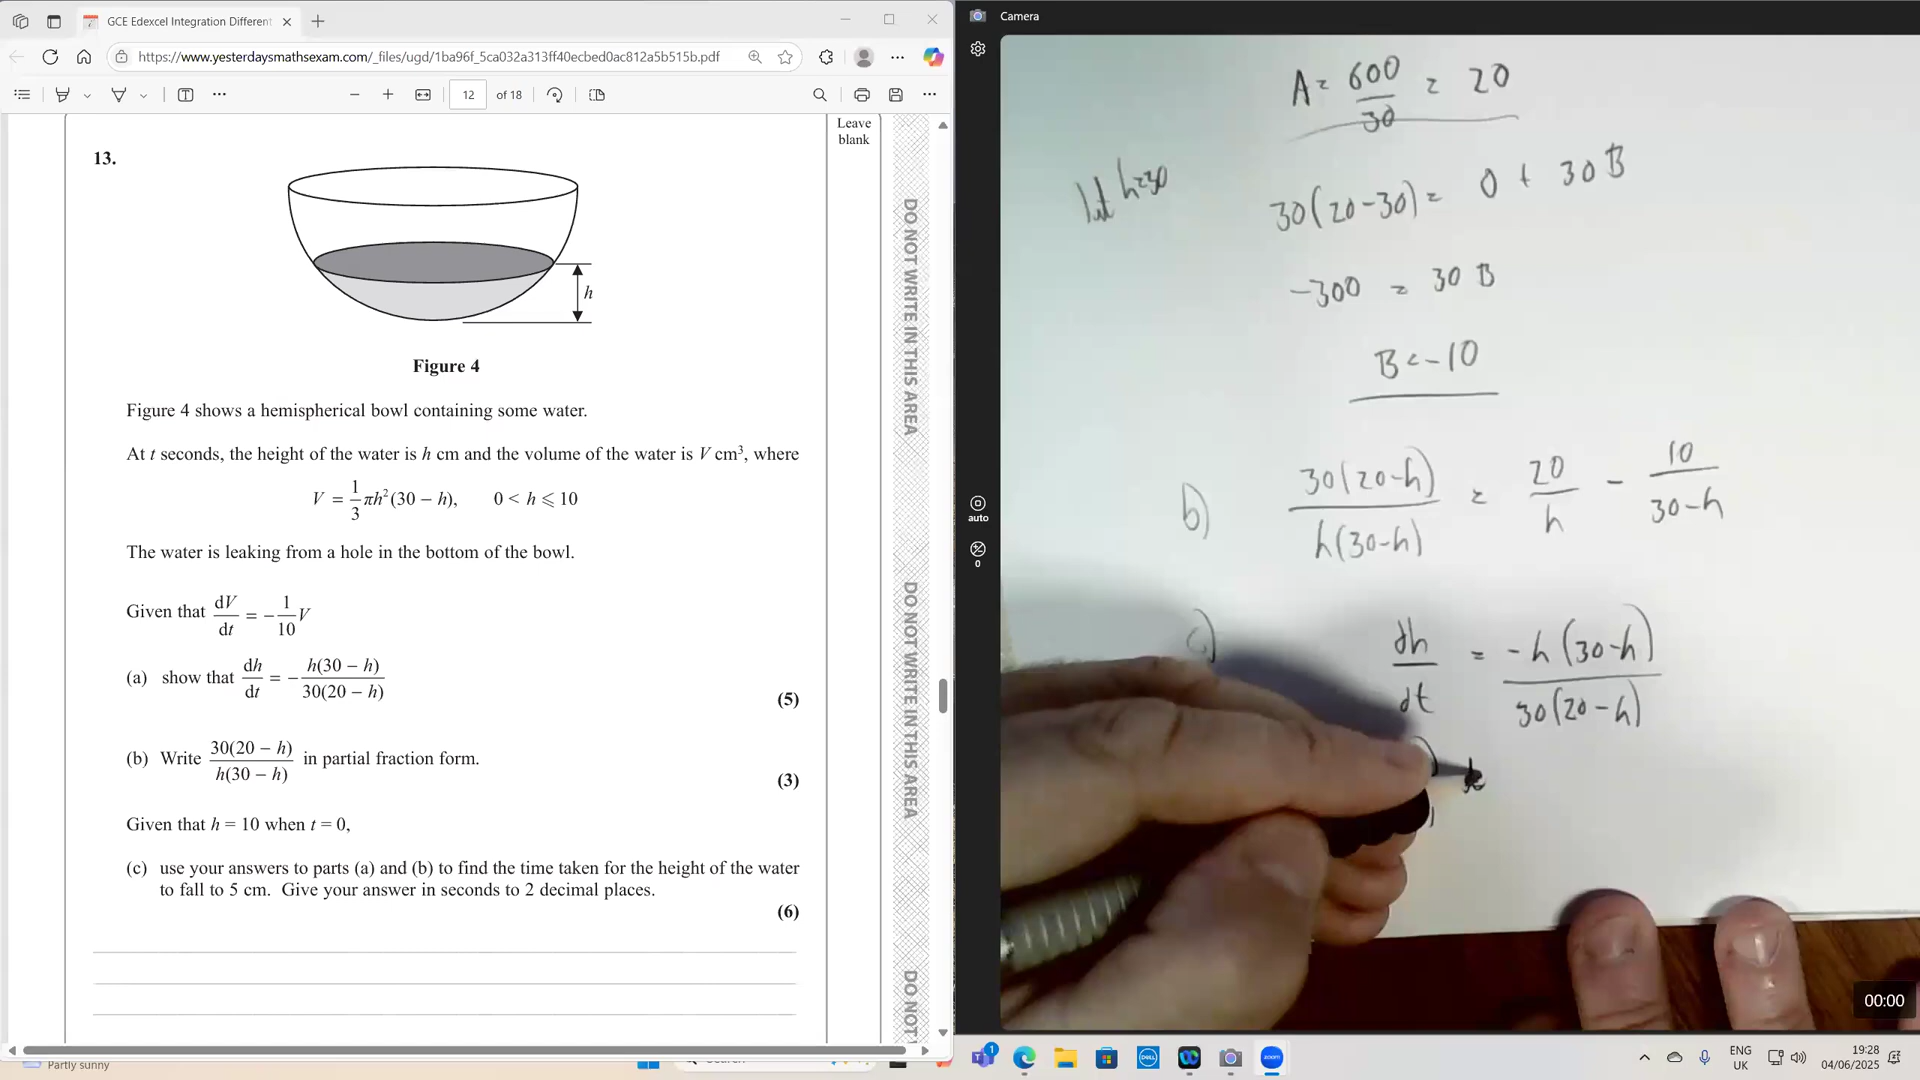 GCE Edexcel Integration Different
https://www.yesterdaysmathsexam.com/_files/ugd/1ba96f_5ca032a313ff40ecbed0ac812a5b515b.pdf
12 of 18
Leave
blank
13.
h
Figure 4
Figure 4 shows a hemispherical bowl containing some water.
At t seconds, the height of the water is h cm and the volume of the water is V cm³, where
V = 1/3 πh²(30 − h), 0 < h ⩽ 10
The water is leaking from a hole in the bottom of the bowl.
Given that dV/dt = − 1/10 V
(a) show that dh/dt = − h(30 − h)/30(20 − h)
(5)
(b) Write 30(20 − h)/h(30 − h) in partial fraction form.
(3)
Given that h = 10 when t = 0,
(c) use your answers to parts (a) and (b) to find the time taken for the height of the water
to fall to 5 cm. Give your answer in seconds to 2 decimal places.
(6)
DO NOT WRITE IN THIS AREA
DO NOT WRITE IN THIS AREA
DO NOT
Camera
auto
0
A = 600/30 = 20
let h=30
30(20-30) = 0 + 30B
-300 = 30B
B = -10
b) 30(20-h)/h(30-h) = 20/h - 10/30-h
c) dh/dt = -h(30-h)/30(20-h)
00:00
Partly sunny
Search
1
DELL
zoom
ENG
UK
19:28
04/06/2025